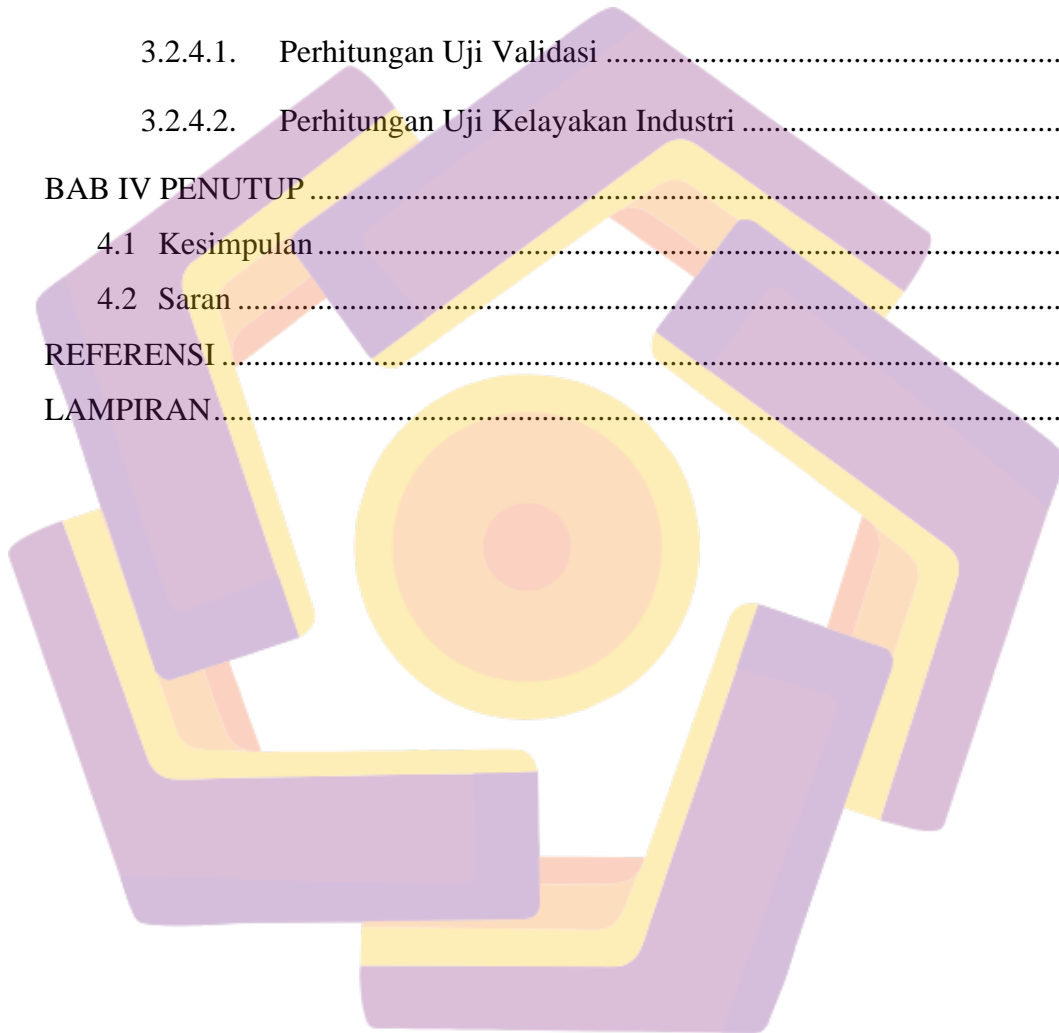 3.2.4.1. Perhitungan Uji Validasi ........................................................
3.2.4.2. Perhitungan Uji Kelayakan Industri ........................................
BAB IV PENUTUP ...............................................................................................
4.1 Kesimpulan ...............................................................................................
4.2 Saran ..........................................................................................................
REFERENSI ..........................................................................................................
LAMPIRAN ...........................................................................................................